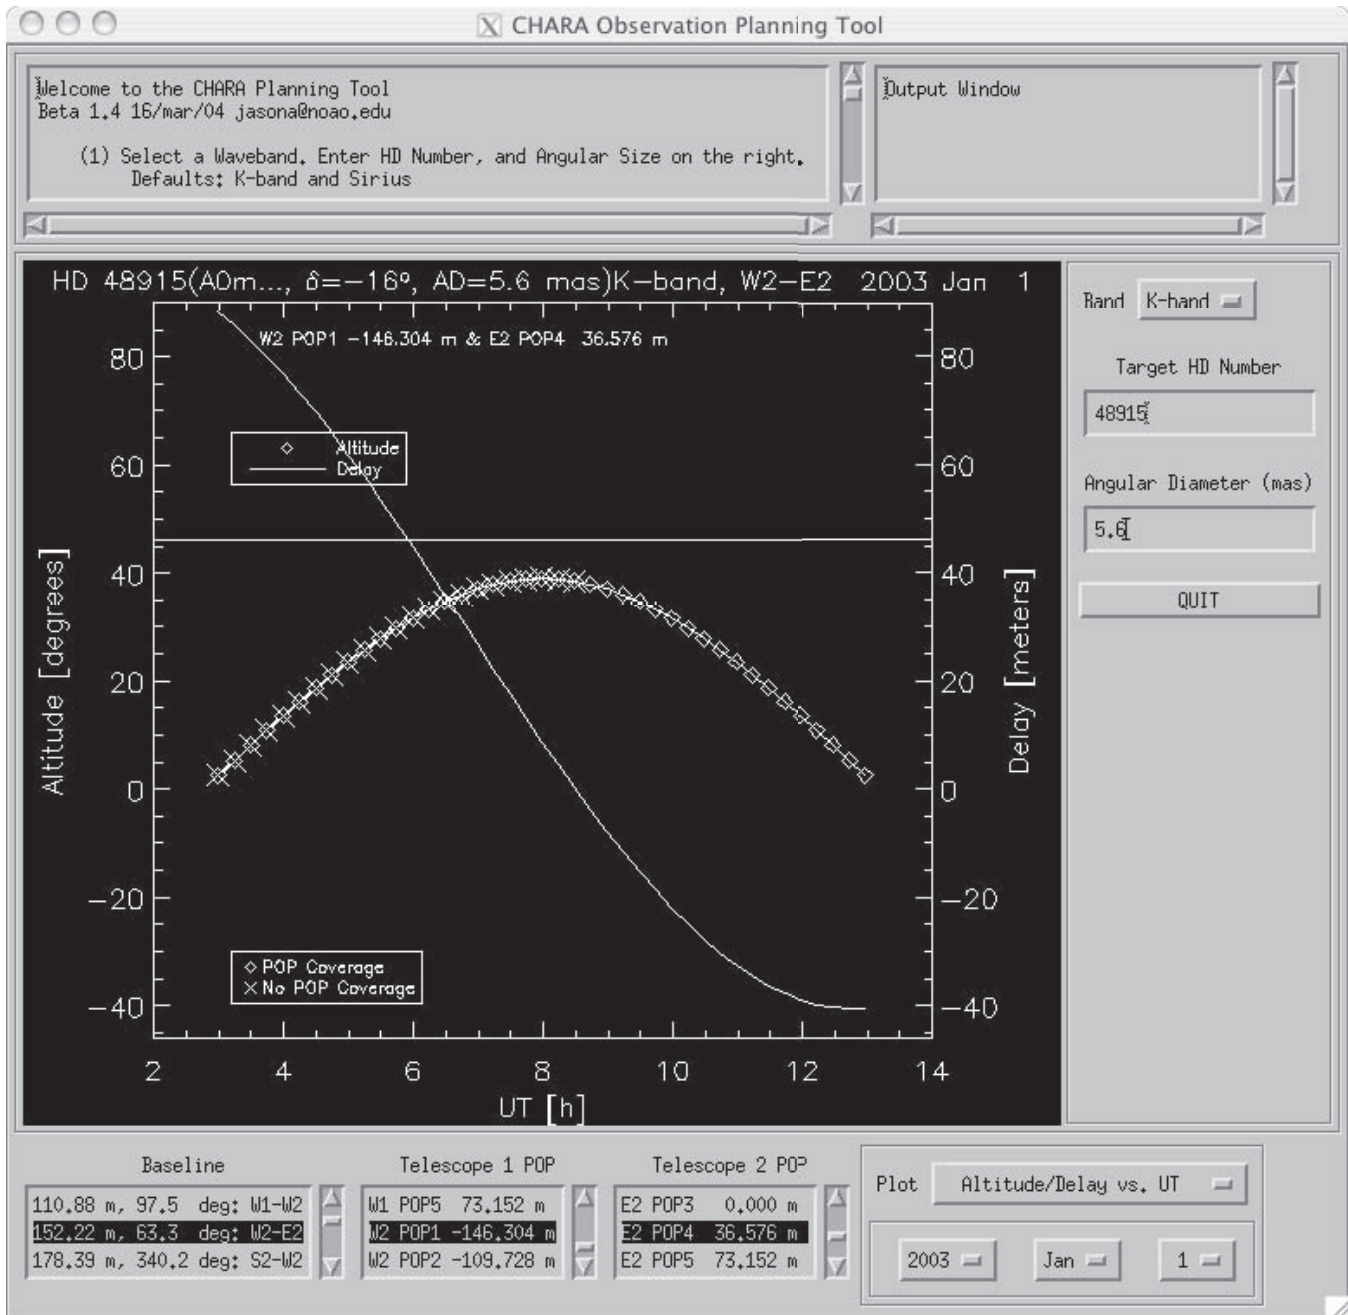 X CHARA Observation Planning Tool
Welcome to the CHARA Planning Tool
Beta 1.4 16/mar/04 jasona@noao.edu
(1) Select a Waveband. Enter HD Number, and Angular Size on the right.
Defaults: K-band and Sirius
Output Window
HD 48915(A0m..., δ=−16º, AD=5.6 mas)K−band, W2−E2 2003 Jan 1
W2 POP1 −146.304 m & E2 POP4 36.576 m
Altitude
Delay
80
60
40
20
0
−20
−40
Altitude [degrees]
80
60
40
20
0
−20
−40
Delay [meters]
POP Coverage
No POP Coverage
2 4 6 8 10 12 14
UT [h]
Band K-band
Target HD Number
48915
Angular Diameter (mas)
5.6
QUIT
Baseline
110.88 m, 97.5 deg: W1-W2
152.22 m, 63.3 deg: W2-E2
178.39 m, 340.2 deg: S2-W2
Telescope 1 POP
W1 POP5 73.152 m
W2 POP1 -146.304 m
W2 POP2 -109.728 m
Telescope 2 POP
E2 POP3 0.000 m
E2 POP4 36.576 m
E2 POP5 73.152 m
Plot Altitude/Delay vs. UT
2003 Jan 1